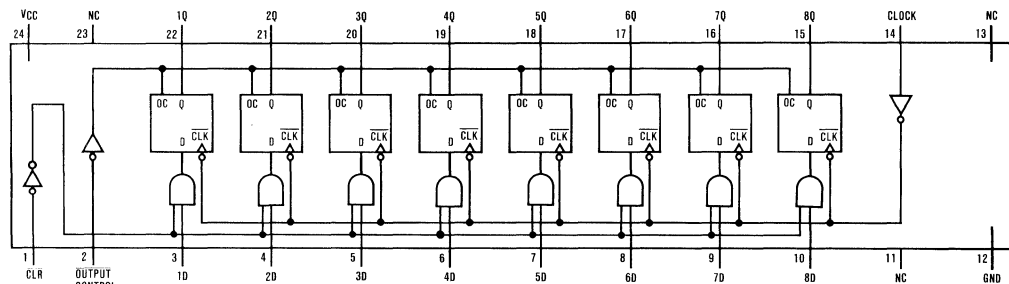 VCC NC 1Q 2Q 3Q 4Q 5Q 6Q 7Q 8Q CLOCK NC
24 23 22 21 20 19 18 17 16 15 14 13
OC Q OC Q OC Q OC Q OC Q OC Q OC Q OC Q
CLK CLK CLK CLK CLK CLK CLK CLK
D D D D D D D D
1 2 3 4 5 6 7 8 9 10 11 12
CLR OUTPUT 1D 2D 3D 4D 5D 6D 7D 8D NC GND
CONTROL